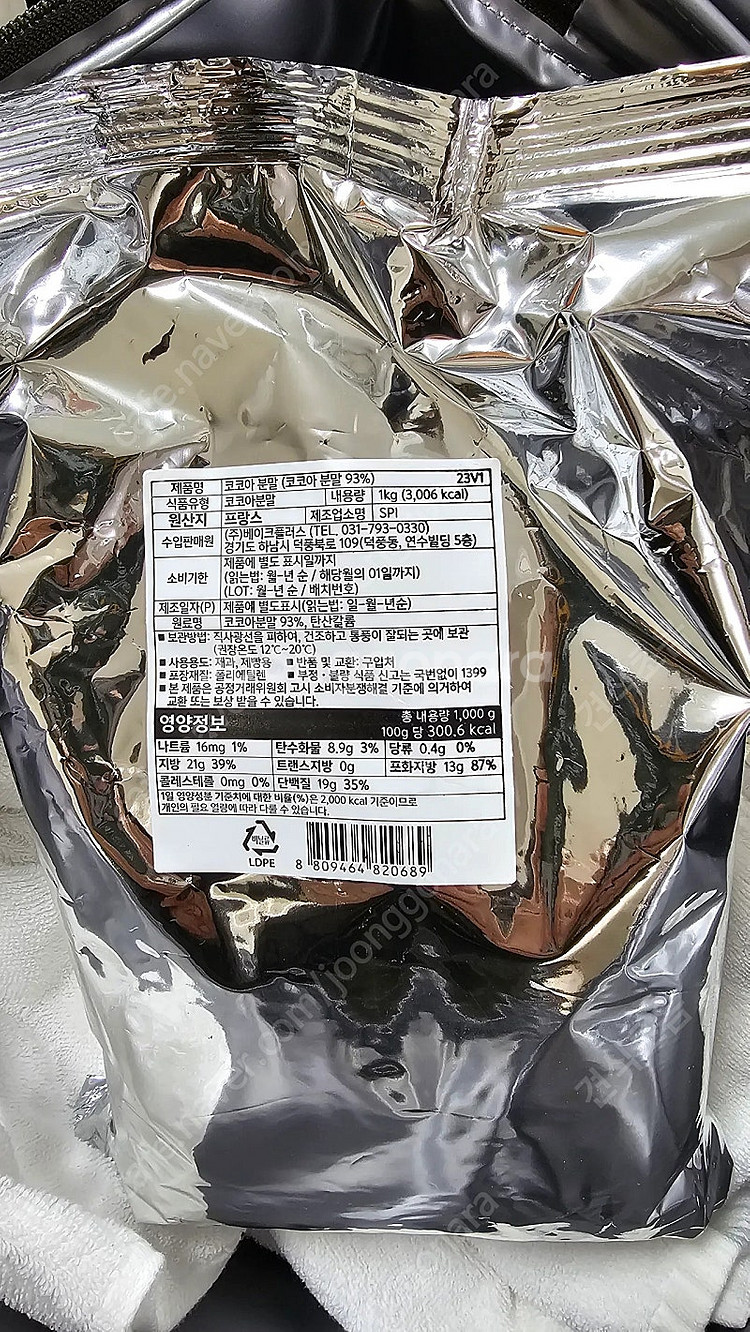 제품명 코코아 분말 (코코아 분말 93%) 23V1
식품유형 코코아분말 내용량 1kg (3,006 kcal)
원산지 프랑스 제조업소명 SPI
수입판매원 (주)베이크플러스 (TEL. 031-793-0330)
경기도 하남시 덕풍북로 109(덕풍동, 연수빌딩 5층)
소비기한 제품에 별도 표시일까지
(읽는법: 월-년 순 / 해당월의 01일까지)
(LOT: 월-년 순 / 배치번호)
제조일자(P) 제품에 별도표시(읽는법: 일-월-년순)
원료명 코코아분말 93%, 탄산칼륨
■ 보관방법: 직사광선을 피하여, 건조하고 통풍이 잘되는 곳에 보관
(권장온도 12℃~20℃)
■ 사용용도: 제과, 제빵용 ■ 반품 및 교환: 구입처
■ 포장재질: 폴리에틸렌 ■ 부정·불량 식품 신고는 국번없이 1399
■ 본 제품은 공정거래위원회 고시 소비자분쟁해결 기준에 의거하여
교환 또는 보상 받을 수 있습니다.
영양정보 총 내용량 1,000 g
100g 당 300.6 kcal
나트륨 16mg 1% 탄수화물 8.9g 3% 당류 0.4g 0%
지방 21g 39% 트랜스지방 0g 포화지방 13g 87%
콜레스테롤 0mg 0% 단백질 19g 35%
1일 영양성분 기준치에 대한 비율(%)은 2,000 kcal 기준이므로
개인의 필요 열량에 따라 다를 수 있습니다.
비닐류
LDPE
8 809464 820689